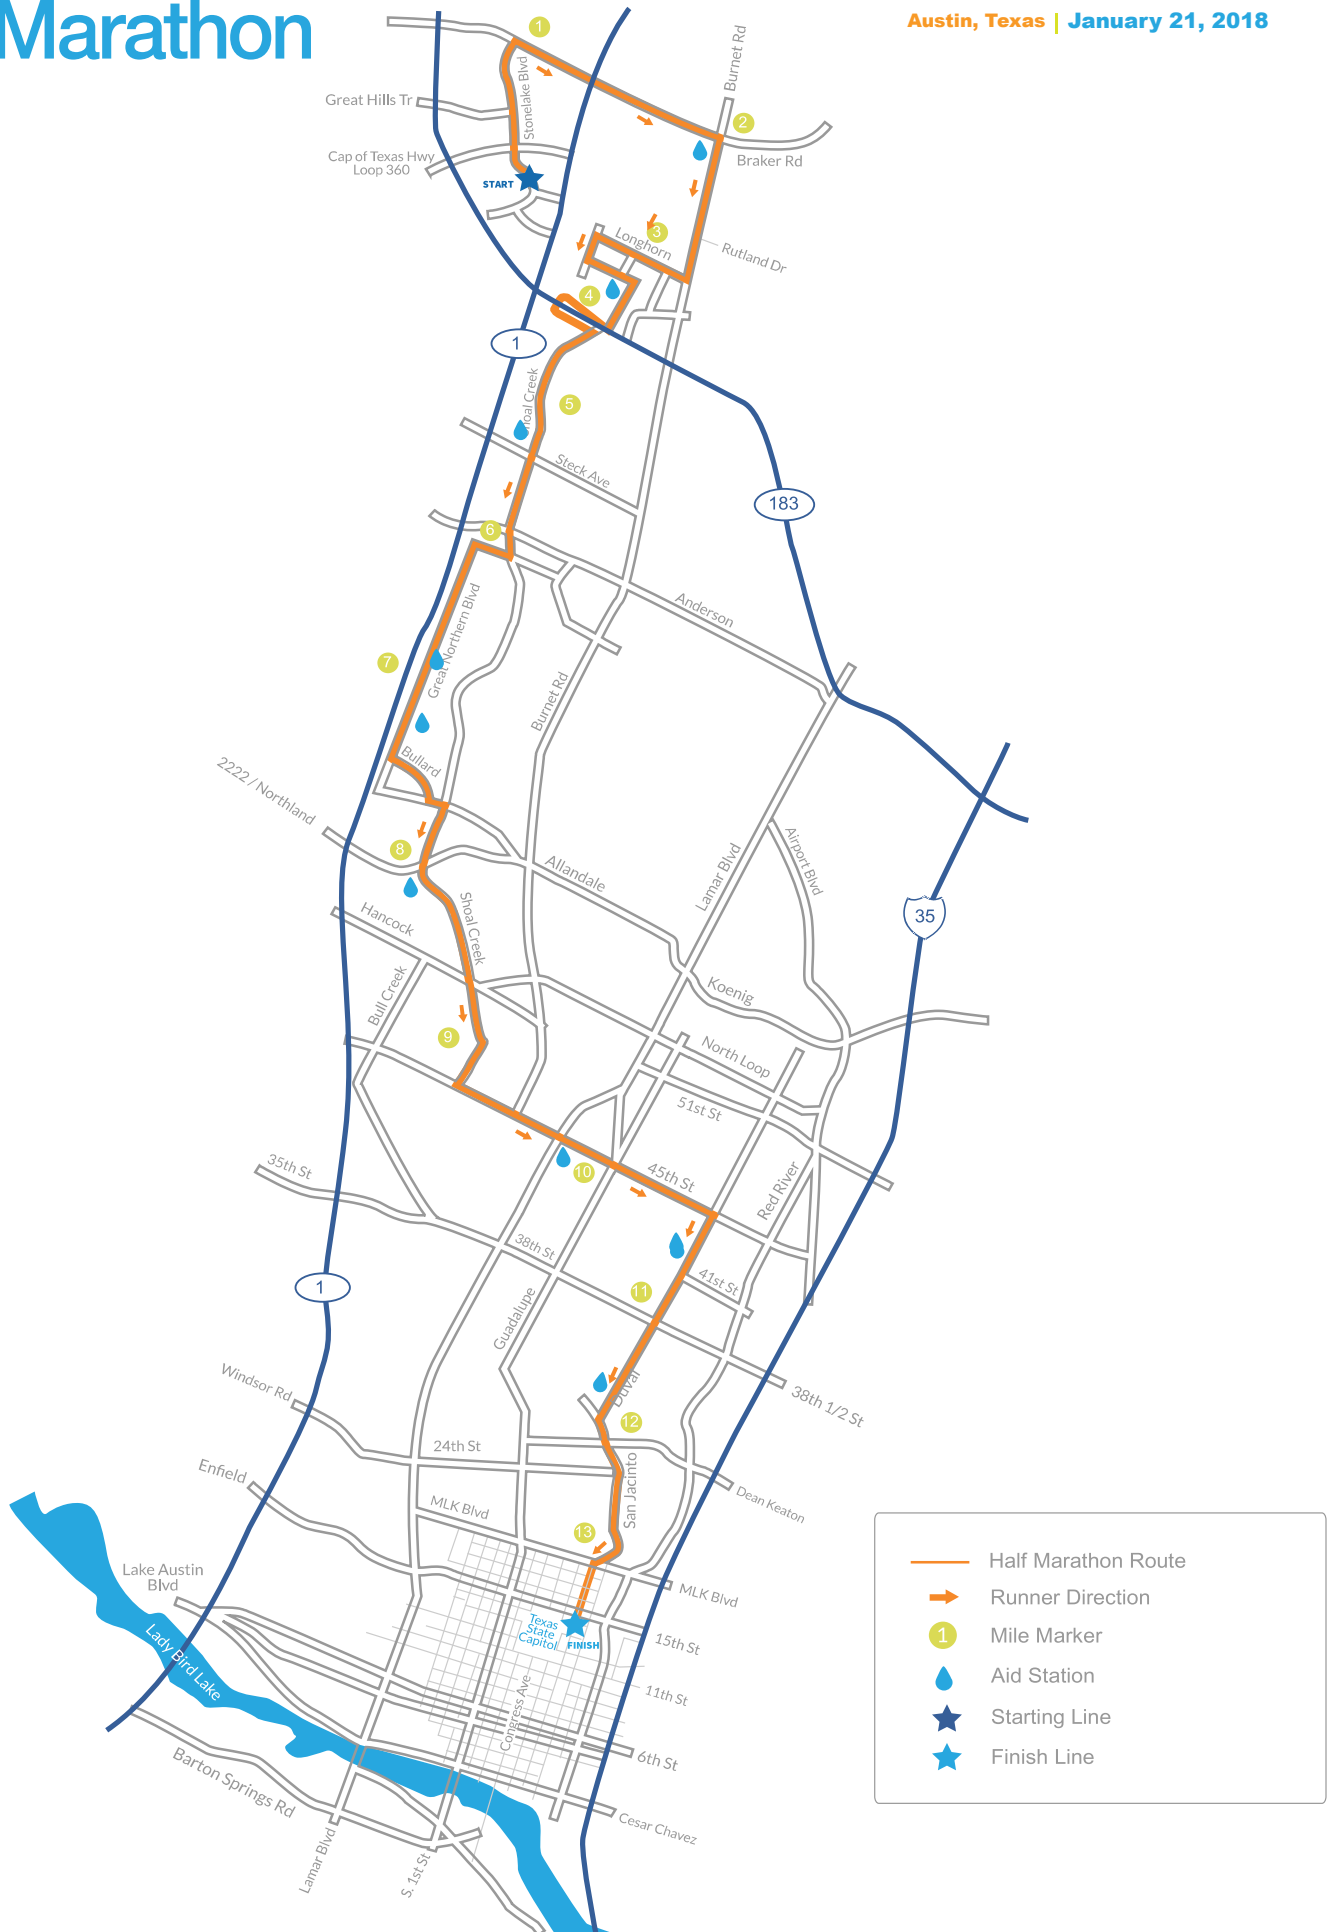 Marathon
Austin, Texas | January 21, 2018
1
Burnet Rd
Stonelake Blvd
Great Hills Tr
2
Braker Rd
Cap of Texas Hwy
Loop 360
START
3
Longhorn
Rutland Dr
4
1
Shoal Creek
5
Steck Ave
183
6
Anderson
Great Northern Blvd
7
Burnet Rd
Bullard
2222 / Northland
8
Allandale
Lamar Blvd
Airport Blvd
35
Hancock
Shoal Creek
Bull Creek
Koenig
9
North Loop
51st St
35th St
10
45th St
Red River
38th St
41st St
1
11
Guadalupe
Windsor Rd
Duval
38th 1/2 St
12
24th St
San Jacinto
Enfield
MLK Blvd
Dean Keaton
13
Lake Austin
Blvd
MLK Blvd
Texas
State
Capitol
FINISH
15th St
Lady Bird Lake
11th St
Congress Ave
6th St
Barton Springs Rd
Cesar Chavez
Lamar Blvd
S. 1st St
Half Marathon Route
Runner Direction
1
Mile Marker
Aid Station
Starting Line
Finish Line